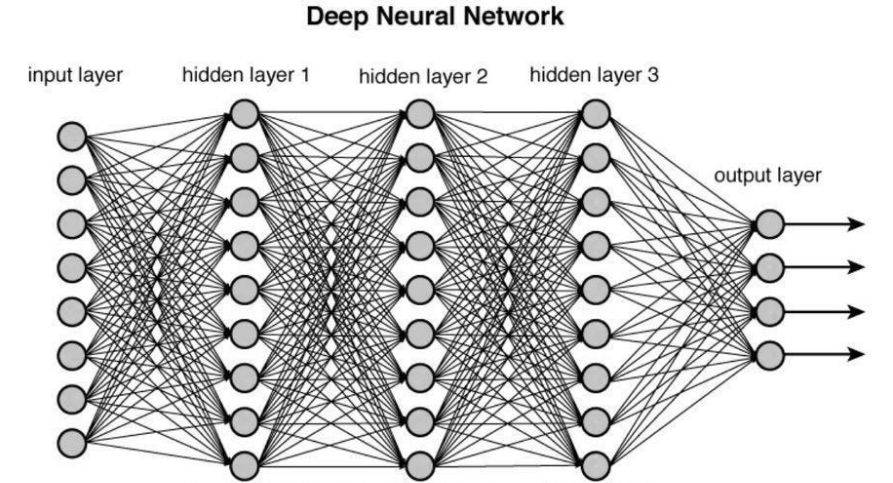 Deep Neural Network
input layer
hidden layer 1
hidden layer 2
hidden layer 3
output layer